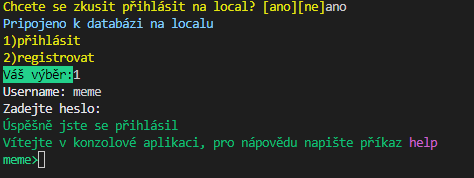 Chcete se zkusit přihlásit na local? [ano][ne]ano
Pripojeno k databázi na localu
1)přihlásit
2)registrovat
Váš výběr:1
Username: meme
Zadejte heslo:
Úspěšně jste se přihlásil
Vítejte v konzolové aplikaci, pro nápovědu napište příkaz help
meme>